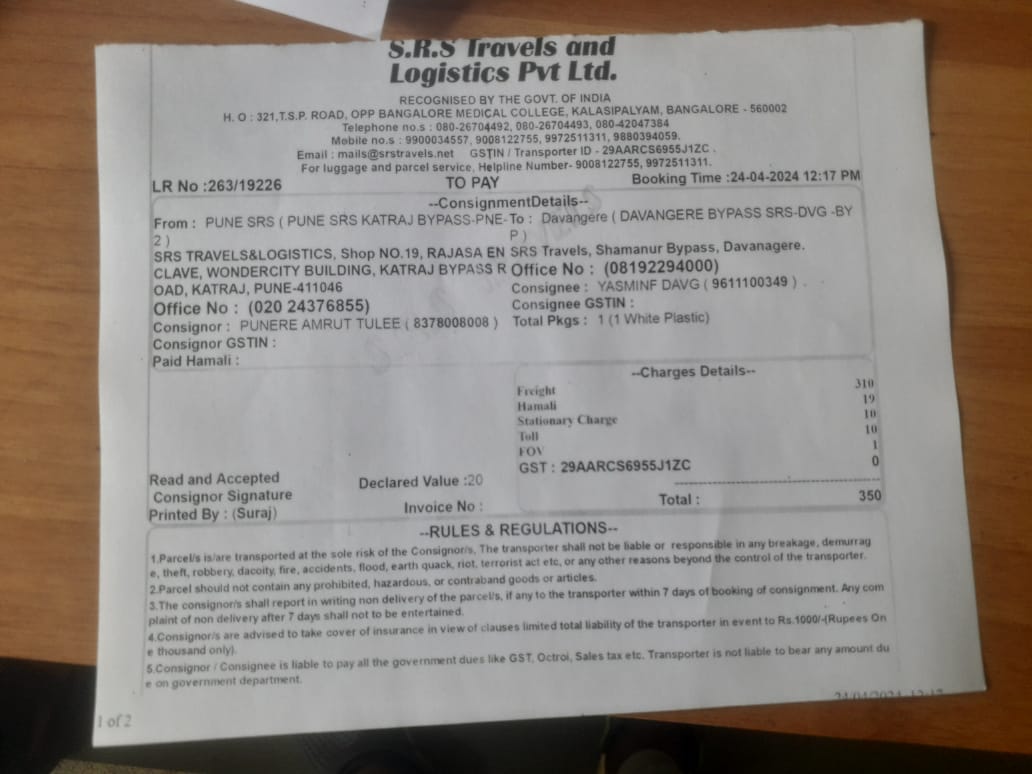 S.R.S Travels and
Logistics Pvt Ltd.
RECOGNISED BY THE GOVT. OF INDIA
H. O : 321,T.S.P. ROAD, OPP BANGALORE MEDICAL COLLEGE, KALASIPALYAM, BANGALORE - 560002
Telephone no.s : 080-26704492, 080-26704493, 080-42047384
Mobile no.s : 9900034557, 9008122755, 9972511311, 9880394059.
Email : mails@srstravels.net GSTIN / Transporter ID - 29AARCS6955J1ZC .
For luggage and parcel service, Helpline Number- 9008122755, 9972511311.
LR No :263/19226 TO PAY Booking Time :24-04-2024 12:17 PM
--ConsignmentDetails--
From : PUNE SRS ( PUNE SRS KATRAJ BYPASS-PNE-
2 )
SRS TRAVELS&LOGISTICS, Shop NO.19, RAJASA EN
CLAVE, WONDERCITY BUILDING, KATRAJ BYPASS R
OAD, KATRAJ, PUNE-411046
Office No : (020 24376855)
Consignor : PUNERE AMRUT TULEE ( 8378008008 )
Consignor GSTIN :
Paid Hamali :
To : Davangere ( DAVANGERE BYPASS SRS-DVG -BY
P )
SRS Travels, Shamanur Bypass, Davanagere.
Office No : (08192294000)
Consignee : YASMINF DAVG ( 9611100349 ) .
Consignee GSTIN :
Total Pkgs : 1 (1 White Plastic)
--Charges Details--
Freight 310
Hamali 19
Stationary Charge 10
Toll 10
FOV 1
GST : 29AARCS6955J1ZC 0
Total : 350
Read and Accepted
Consignor Signature
Printed By : (Suraj)
Declared Value :20
Invoice No :
--RULES & REGULATIONS--
1.Parcel/s is/are transported at the sole risk of the Consignor/s, The transporter shall not be liable or responsible in any breakage, demurrag
e, theft, robbery, dacoity, fire, accidents, flood, earth quack, riot, terrorist act etc, or any other reasons beyond the control of the transporter.
2.Parcel should not contain any prohibited, hazardous, or contraband goods or articles.
3.The consignor/s shall report in writing non delivery of the parcel/s, if any to the transporter within 7 days of booking of consignment. Any com
plaint of non delivery after 7 days shall not to be entertained.
4.Consignor/s are advised to take cover of insurance in view of clauses limited total liability of the transporter in event to Rs.1000/-(Rupees On
e thousand only).
5.Consignor / Consignee is liable to pay all the government dues like GST, Octroi, Sales tax etc. Transporter is not liable to bear any amount du
e on government department.
24/04/2024 12:17
1 of 2